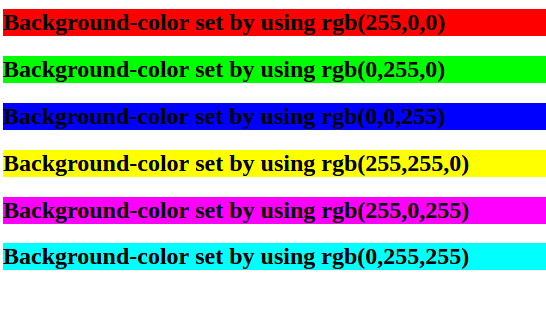 Background-color set by using rgb(255,0,0)
Background-color set by using rgb(0,255,0)
Background-color set by using rgb(0,0,255)
Background-color set by using rgb(255,255,0)
Background-color set by using rgb(255,0,255)
Background-color set by using rgb(0,255,255)